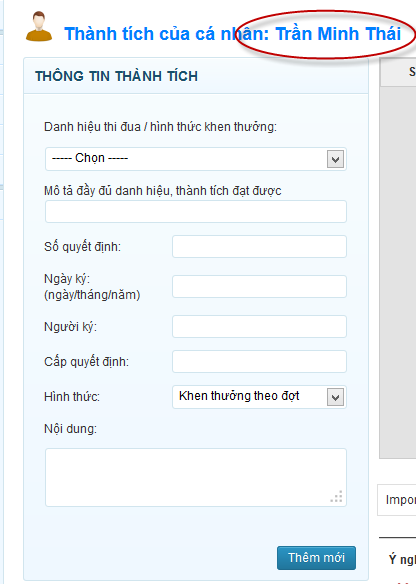 Thành tích của cá nhân: Trần Minh Thái
THÔNG TIN THÀNH TÍCH
S
Danh hiệu thi đua / hình thức khen thưởng:
----- Chọn -----
Mô tả đầy đủ danh hiệu, thành tích đạt được
Số quyết định:
Ngày ký:
(ngày/tháng/năm)
Người ký:
Cấp quyết định:
Hình thức:
Khen thưởng theo đợt
Nội dung:
Impor
Thêm mới
Ý ng